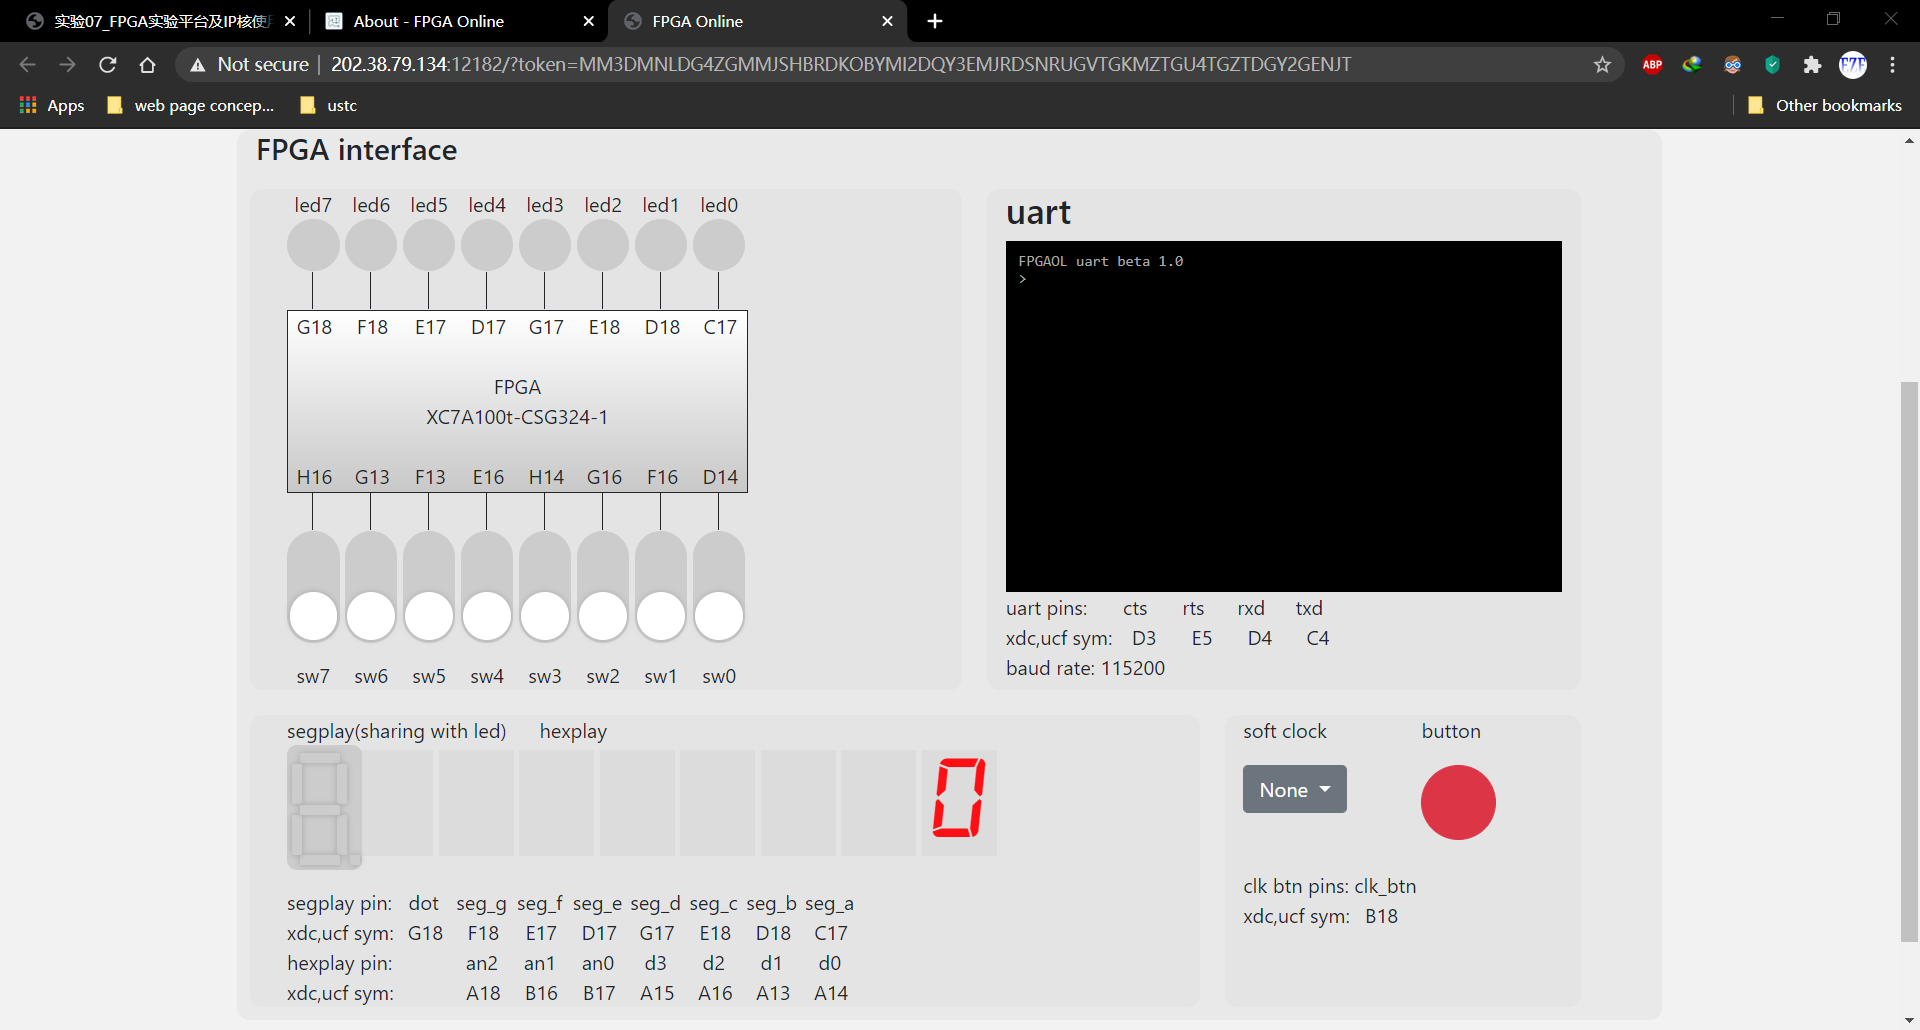 实验07_FPGA实验平台及IP核使
About - FPGA Online
FPGA Online
Not secure | 202.38.79.134:12182/?token=MM3DMNLDG4ZGMMJSHBRDKOBYMI2DQY3EMJRDSNRUGVTGKMZTGU4TGZTDGY2GENJT
ABP
FZF
Apps web page concep... ustc Other bookmarks
FPGA interface
led7 led6 led5 led4 led3 led2 led1 led0
G18 F18 E17 D17 G17 E18 D18 C17
FPGA
XC7A100t-CSG324-1
H16 G13 F13 E16 H14 G16 F16 D14
sw7 sw6 sw5 sw4 sw3 sw2 sw1 sw0
uart
FPGAOL uart beta 1.0
>
uart pins: cts rts rxd txd
xdc,ucf sym: D3 E5 D4 C4
baud rate: 115200
segplay(sharing with led) hexplay
0
segplay pin: dot seg_g seg_f seg_e seg_d seg_c seg_b seg_a
xdc,ucf sym: G18 F18 E17 D17 G17 E18 D18 C17
hexplay pin: an2 an1 an0 d3 d2 d1 d0
xdc,ucf sym: A18 B16 B17 A15 A16 A13 A14
soft clock button
None
clk btn pins: clk_btn
xdc,ucf sym: B18